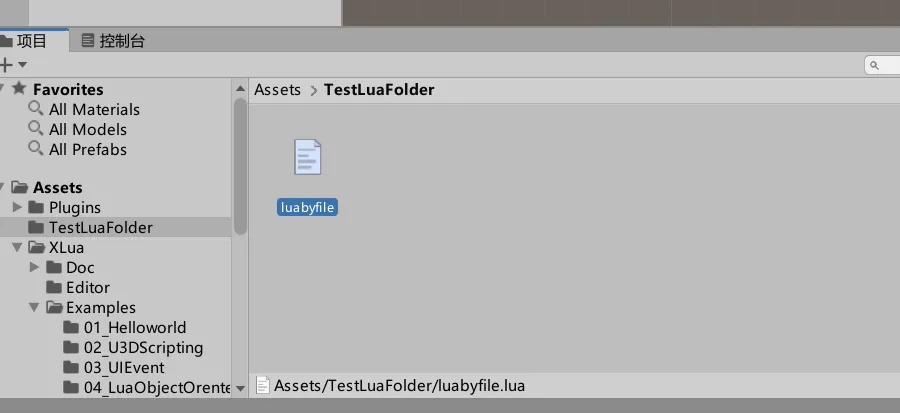 项目
控制台
Favorites
All Materials
All Models
All Prefabs
Assets
Plugins
TestLuaFolder
XLua
Doc
Editor
Examples
01_Helloworld
02_U3DScripting
03_UIEvent
04_LuaObjectOrente
Assets > TestLuaFolder
luabyfile
Assets/TestLuaFolder/luabyfile.lua